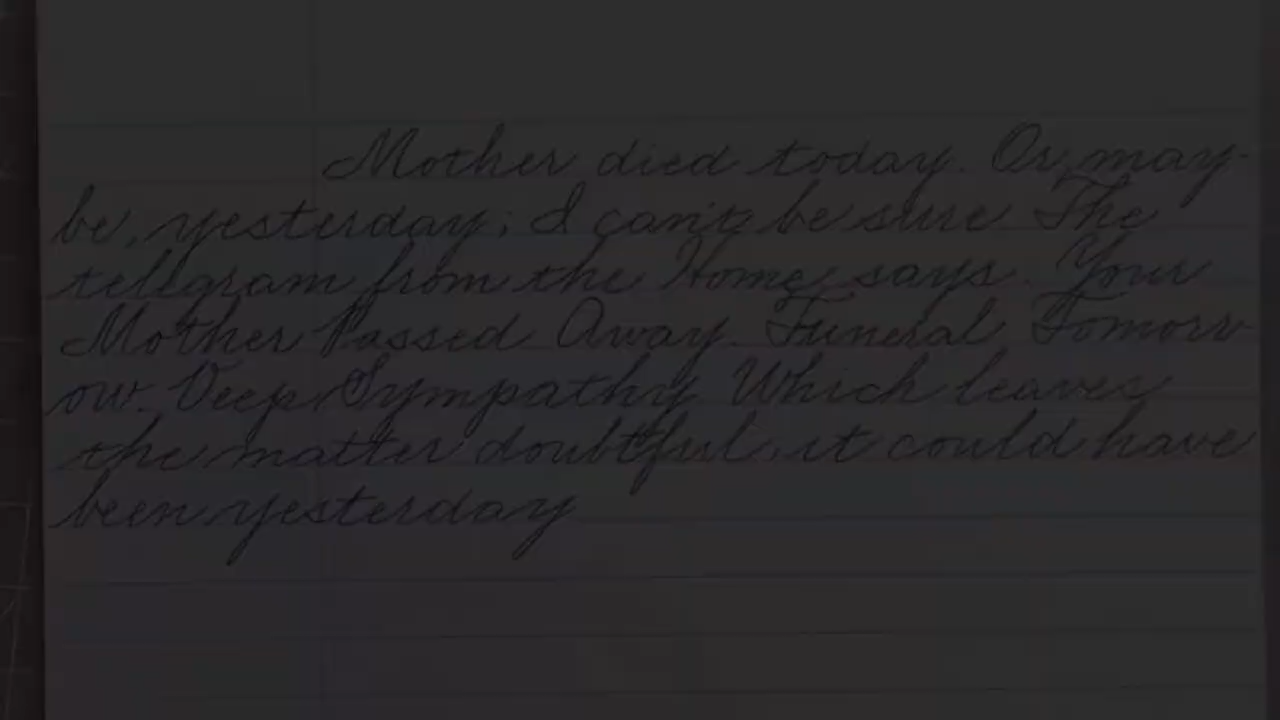 Mother died today. Or, may-
be, yesterday; I can't be sure. The
telegram from the Home says. Your
Mother Passed Away. Funeral Tomorr-
ow. Deep Sympathy. Which leaves
the matter doubtful, it could have
been yesterday